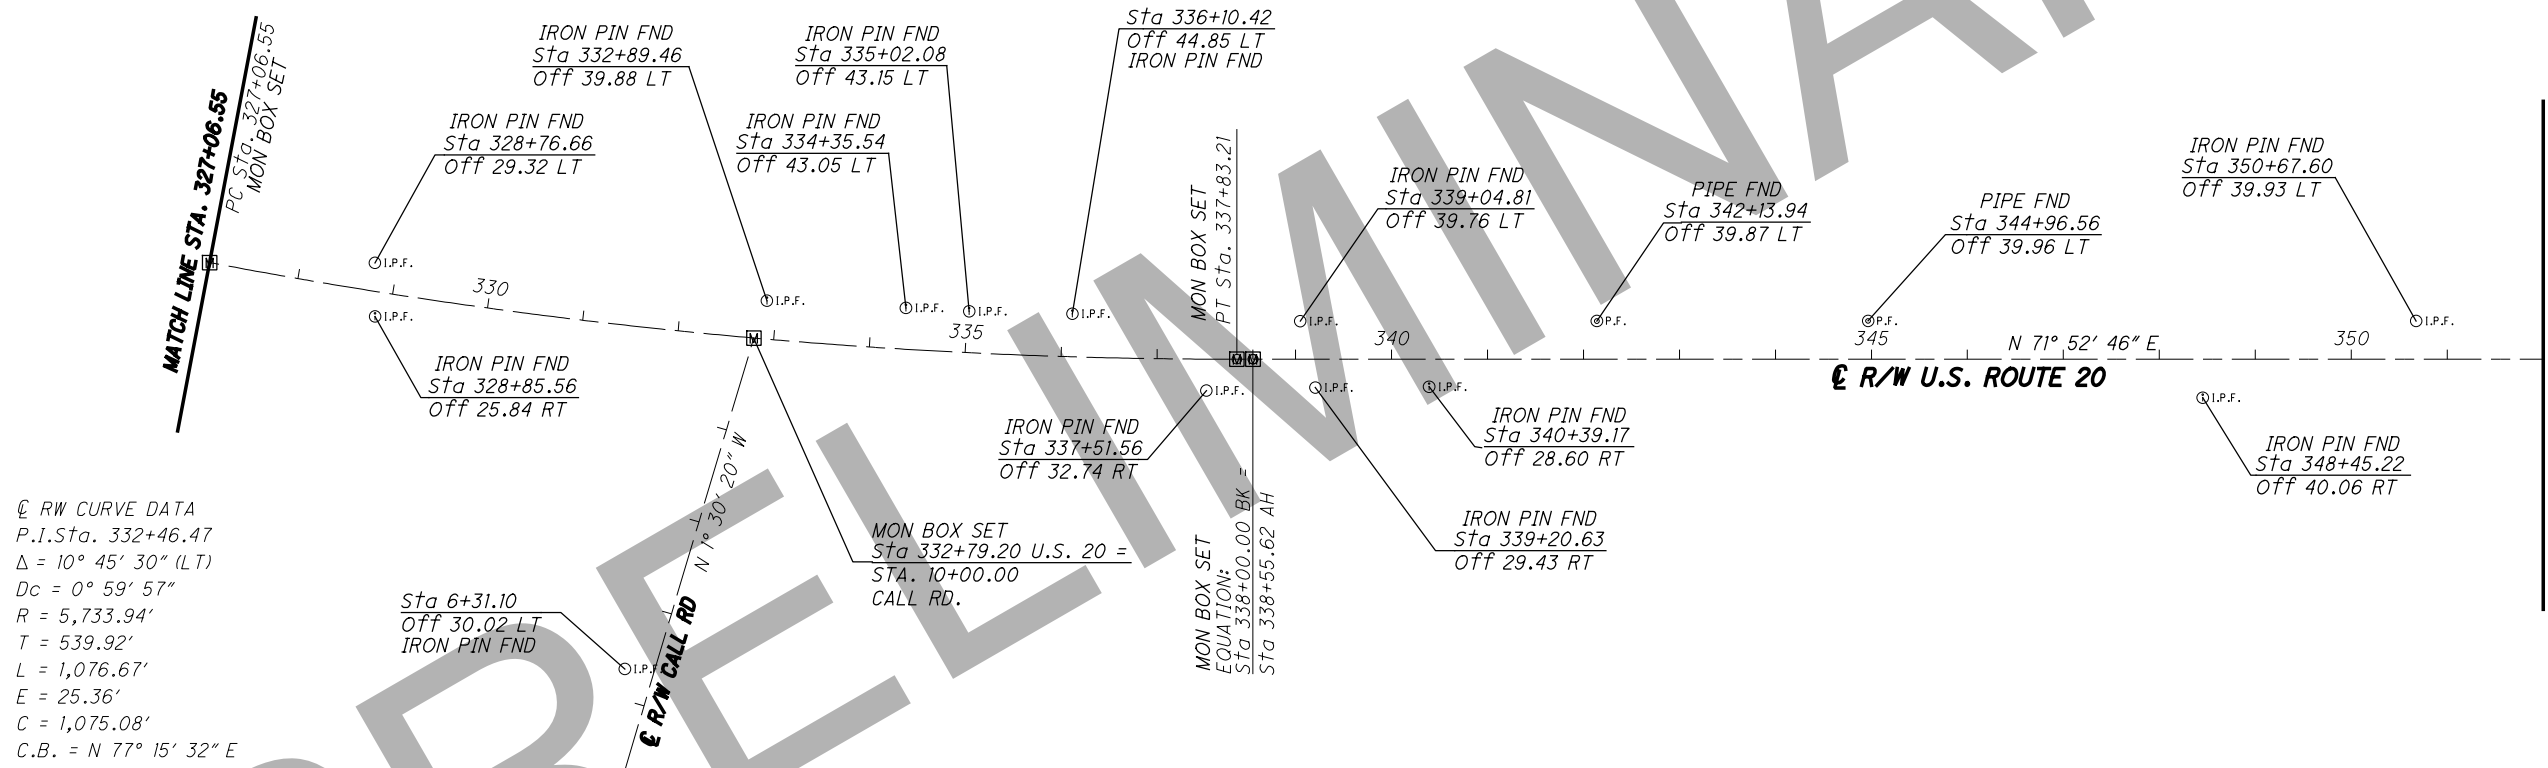 MATCH LINE STA. 327+06.55
PC Sta. 327+06.55
MON BOX SET
IRON PIN FND
Sta 328+76.66
Off 29.32 LT
IRON PIN FND
Sta 332+89.46
Off 39.88 LT
IRON PIN FND
Sta 335+02.08
Off 43.15 LT
IRON PIN FND
Sta 334+35.54
Off 43.05 LT
Sta 336+10.42
Off 44.85 LT
IRON PIN FND
MON BOX SET
PT Sta. 337+83.21
IRON PIN FND
Sta 339+04.81
Off 39.76 LT
PIPE FND
Sta 342+13.94
Off 39.87 LT
PIPE FND
Sta 344+96.56
Off 39.96 LT
IRON PIN FND
Sta 350+67.60
Off 39.93 LT
I.P.F.
I.P.F.
I.P.F.
I.P.F.
I.P.F.
I.P.F.
P.F.
P.F.
I.P.F.
330
335
340
345
350
N 71° 52' 46" E
℄ R/W U.S. ROUTE 20
M
M
M
M
I.P.F.
I.P.F.
I.P.F.
I.P.F.
I.P.F.
IRON PIN FND
Sta 328+85.56
Off 25.84 RT
IRON PIN FND
Sta 337+51.56
Off 32.74 RT
IRON PIN FND
Sta 340+39.17
Off 28.60 RT
IRON PIN FND
Sta 339+20.63
Off 29.43 RT
IRON PIN FND
Sta 348+45.22
Off 40.06 RT
MON BOX SET
EQUATION:
Sta 338+00.00 BK =
Sta 338+55.62 AH
MON BOX SET
Sta 332+79.20 U.S. 20 =
STA. 10+00.00
CALL RD.
N 1° 30' 20" W
℄ R/W CALL RD
Sta 6+31.10
Off 30.02 LT
IRON PIN FND
I.P.F.
℄ RW CURVE DATA
P.I.Sta. 332+46.47
Δ = 10° 45' 30" (LT)
Dc = 0° 59' 57"
R = 5,733.94'
T = 539.92'
L = 1,076.67'
E = 25.36'
C = 1,075.08'
C.B. = N 77° 15' 32" E